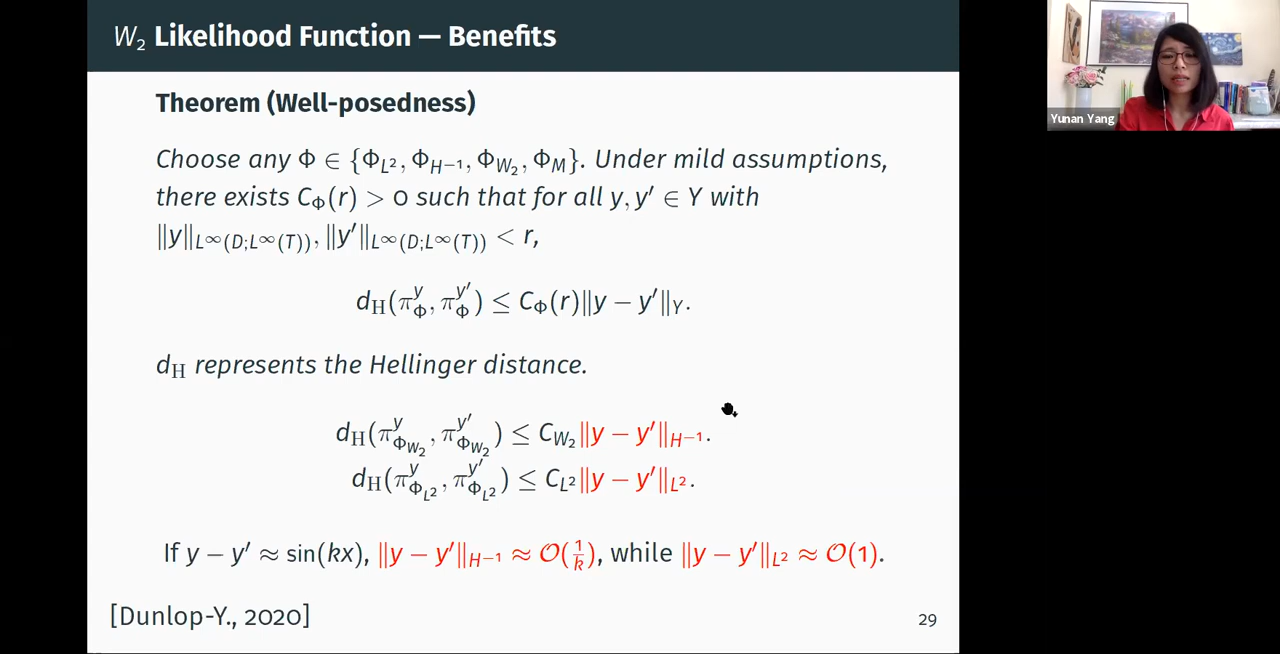 W₂ Likelihood Function — Benefits
Theorem (Well-posedness)
Choose any Φ ∈ {Φ_{L²}, Φ_{H⁻¹}, Φ_{W₂}, Φ_M}. Under mild assumptions,
there exists C_Φ(r) > 0 such that for all y, y′ ∈ Y with
‖y‖_{L^∞(D;L^∞(T))}, ‖y′‖_{L^∞(D;L^∞(T))} < r,
d_H(π_Φ^y, π_Φ^{y′}) ≤ C_Φ(r)‖y − y′‖_Y.
d_H represents the Hellinger distance.
d_H(π_{Φ_{W₂}}^y, π_{Φ_{W₂}}^{y′}) ≤ C_{W₂}‖y − y′‖_{H⁻¹}.
d_H(π_{Φ_{L²}}^y, π_{Φ_{L²}}^{y′}) ≤ C_{L²}‖y − y′‖_{L²}.
If y − y′ ≈ sin(kx), ‖y − y′‖_{H⁻¹} ≈ O(1/k), while ‖y − y′‖_{L²} ≈ O(1).
[Dunlop-Y., 2020]
29
Yunan Yang